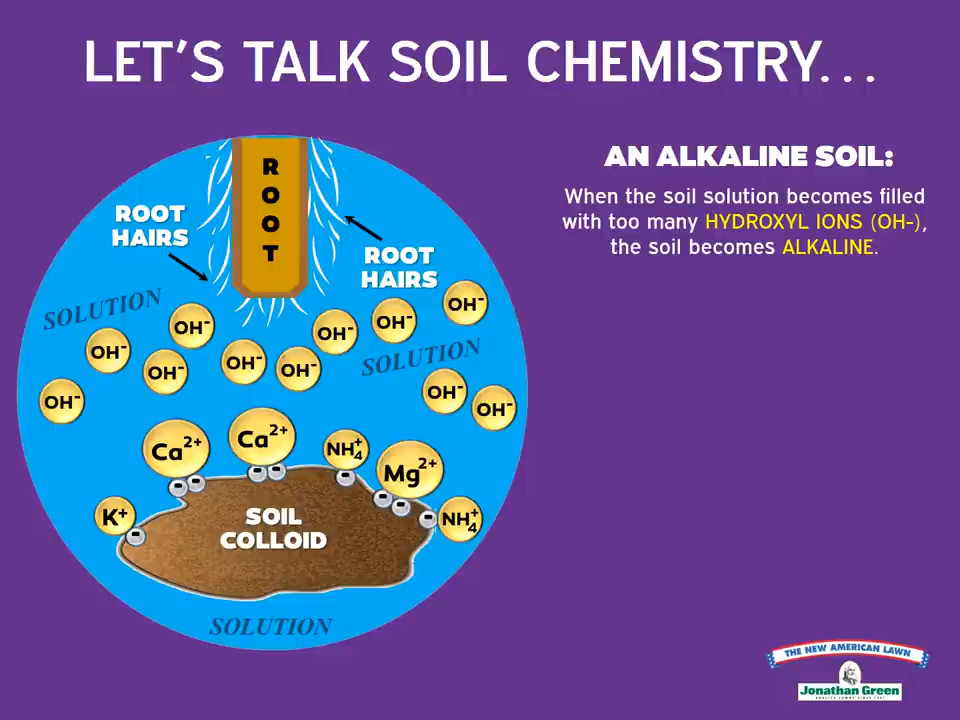 LET'S TALK SOIL CHEMISTRY...
AN ALKALINE SOIL:
When the soil solution becomes filled
with too many HYDROXYL IONS (OH-),
the soil becomes ALKALINE.
R
O
O
T
ROOT
HAIRS
ROOT
HAIRS
SOLUTION
OH-
OH-
OH-
OH-
OH-
OH-
OH-
SOLUTION
OH-
OH-
OH-
OH-
Ca2+
Ca2+
NH4+
Mg2+
K+
NH4+
SOIL
COLLOID
SOLUTION
THE NEW AMERICAN LAWN
Jonathan Green